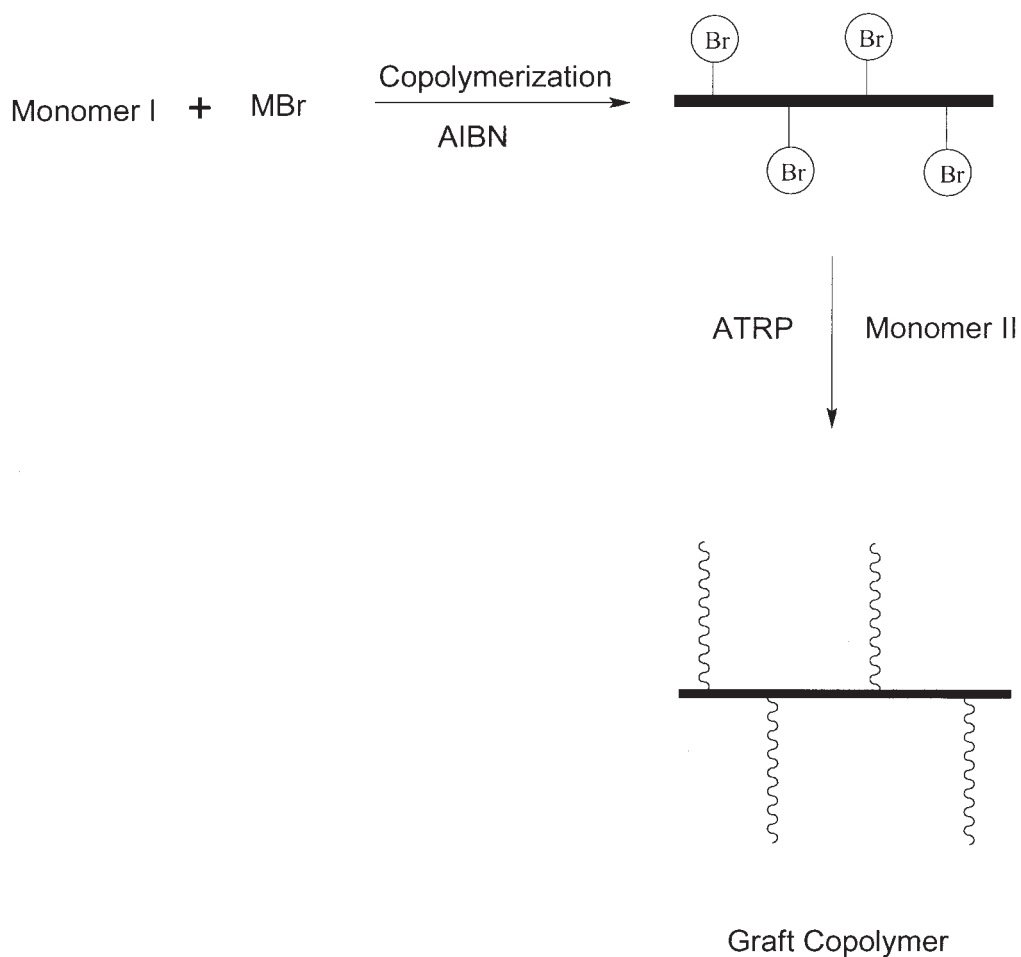 Br Br
Monomer I + MBr Copolymerization
AIBN
Br Br
ATRP Monomer II
Graft Copolymer